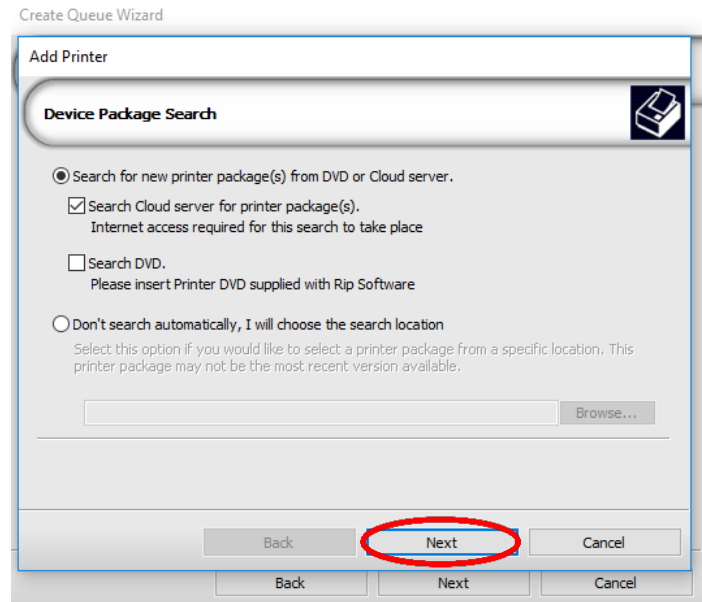 Create Queue Wizard
Add Printer
Device Package Search
Search for new printer package(s) from DVD or Cloud server.
Search Cloud server for printer package(s).
Internet access required for this search to take place
Search DVD.
Please insert Printer DVD supplied with Rip Software
Don't search automatically, I will choose the search location
Select this option if you would like to select a printer package from a specific location. This
printer package may not be the most recent version available.
Browse...
Back Next Cancel
Back Next Cancel